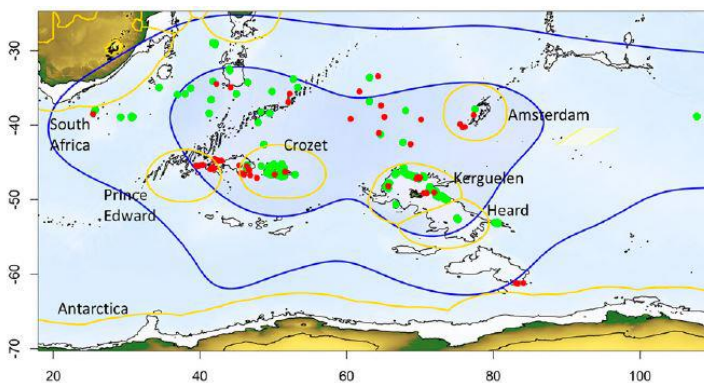 -30
-40
-50
-60
-70
South
Africa
Prince
Edward
Crozet
Amsterdam
Kerguelen
Heard
Antarctica
20
40
60
80
100